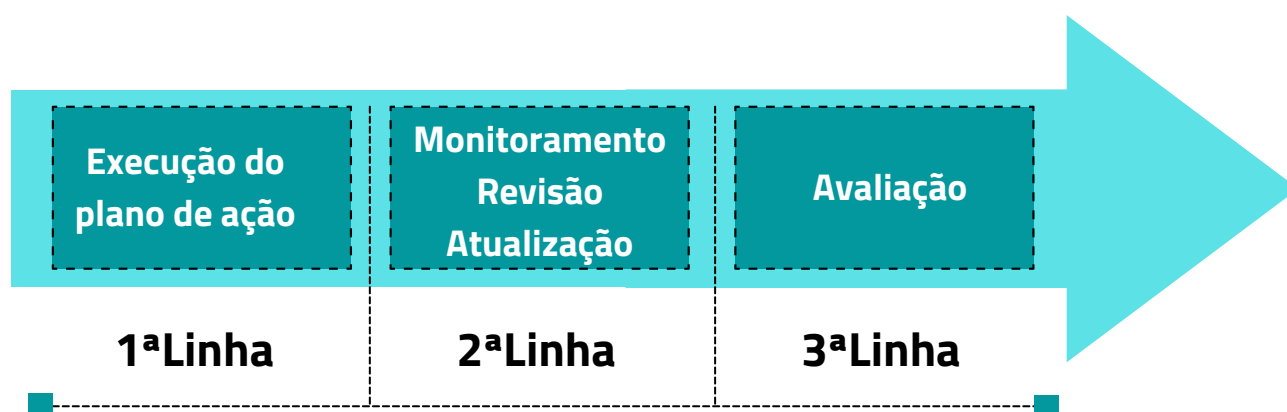 Execução do
plano de ação
Monitoramento
Revisão
Atualização
Avaliação
1ªLinha
2ªLinha
3ªLinha